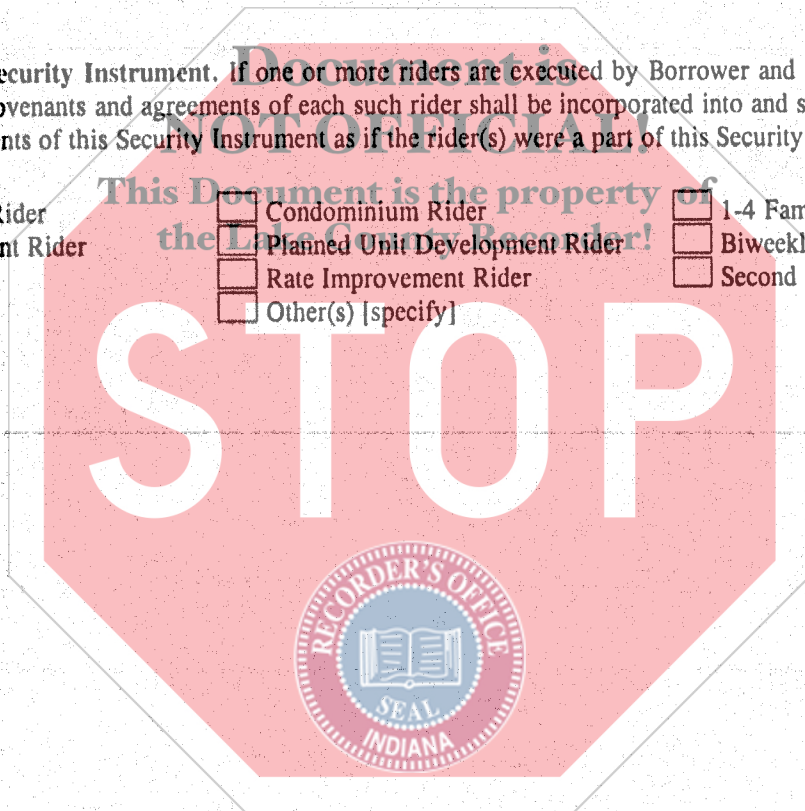 Document is
ecurity Instrument. If one or more riders are executed by Borrower and
ovenants and agreements of each such rider shall be incorporated into and s
NOT OFFICIAL!
nts of this Security Instrument as if the rider(s) were a part of this Security
This Document is the property of
Rider Condominium Rider 1-4 Fam
the Lake County Recorder!
nt Rider Planned Unit Development Rider Biweekl
Rate Improvement Rider Second
Other(s) [specify]
STOP
RECORDER'S OFFICE
SEAL
INDIANA